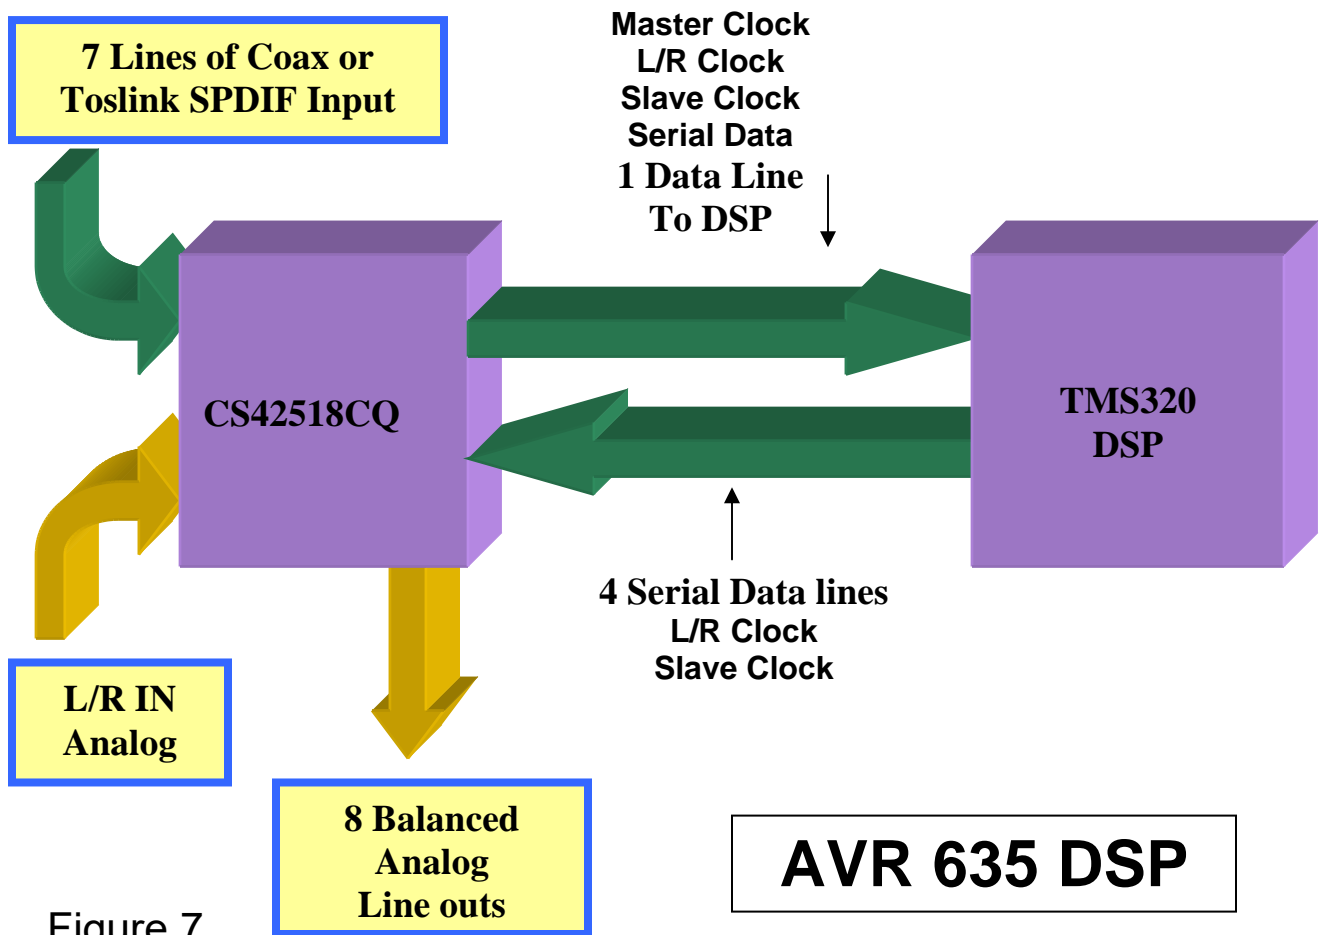 7 Lines of Coax or
Toslink SPDIF Input
Master Clock
L/R Clock
Slave Clock
Serial Data
1 Data Line
To DSP
CS42518CQ
TMS320
DSP
4 Serial Data lines
L/R Clock
Slave Clock
L/R IN
Analog
8 Balanced
Analog
Line outs
AVR 635 DSP
Figure 7